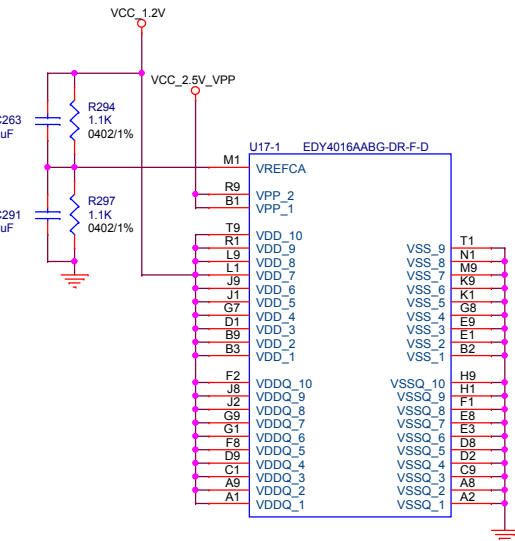 VCC_1.2V
VCC_2.5V_VPP
C263
uF
R294
1.1K
0402/1%
C291
uF
R297
1.1K
0402/1%
U17-1 EDY4016AABG-DR-F-D
M1 VREFCA
R9 VPP_2
B1 VPP_1
T9 VDD_10
R1 VDD_9 VSS_9 T1
L9 VDD_8 VSS_8 N1
L1 VDD_7 VSS_7 M9
J9 VDD_6 VSS_6 K9
J1 VDD_5 VSS_5 K1
G7 VDD_4 VSS_4 G8
D1 VDD_3 VSS_3 E9
B9 VDD_2 VSS_2 E1
B3 VDD_1 VSS_1 B2
F2 VDDQ_10 VSSQ_10 H9
J8 VDDQ_9 VSSQ_9 H1
J2 VDDQ_8 VSSQ_8 F1
G9 VDDQ_7 VSSQ_7 E8
G1 VDDQ_6 VSSQ_6 E3
F8 VDDQ_5 VSSQ_5 D8
D9 VDDQ_4 VSSQ_4 D2
C1 VDDQ_3 VSSQ_3 C9
A9 VDDQ_2 VSSQ_2 A8
A1 VDDQ_1 VSSQ_1 A2